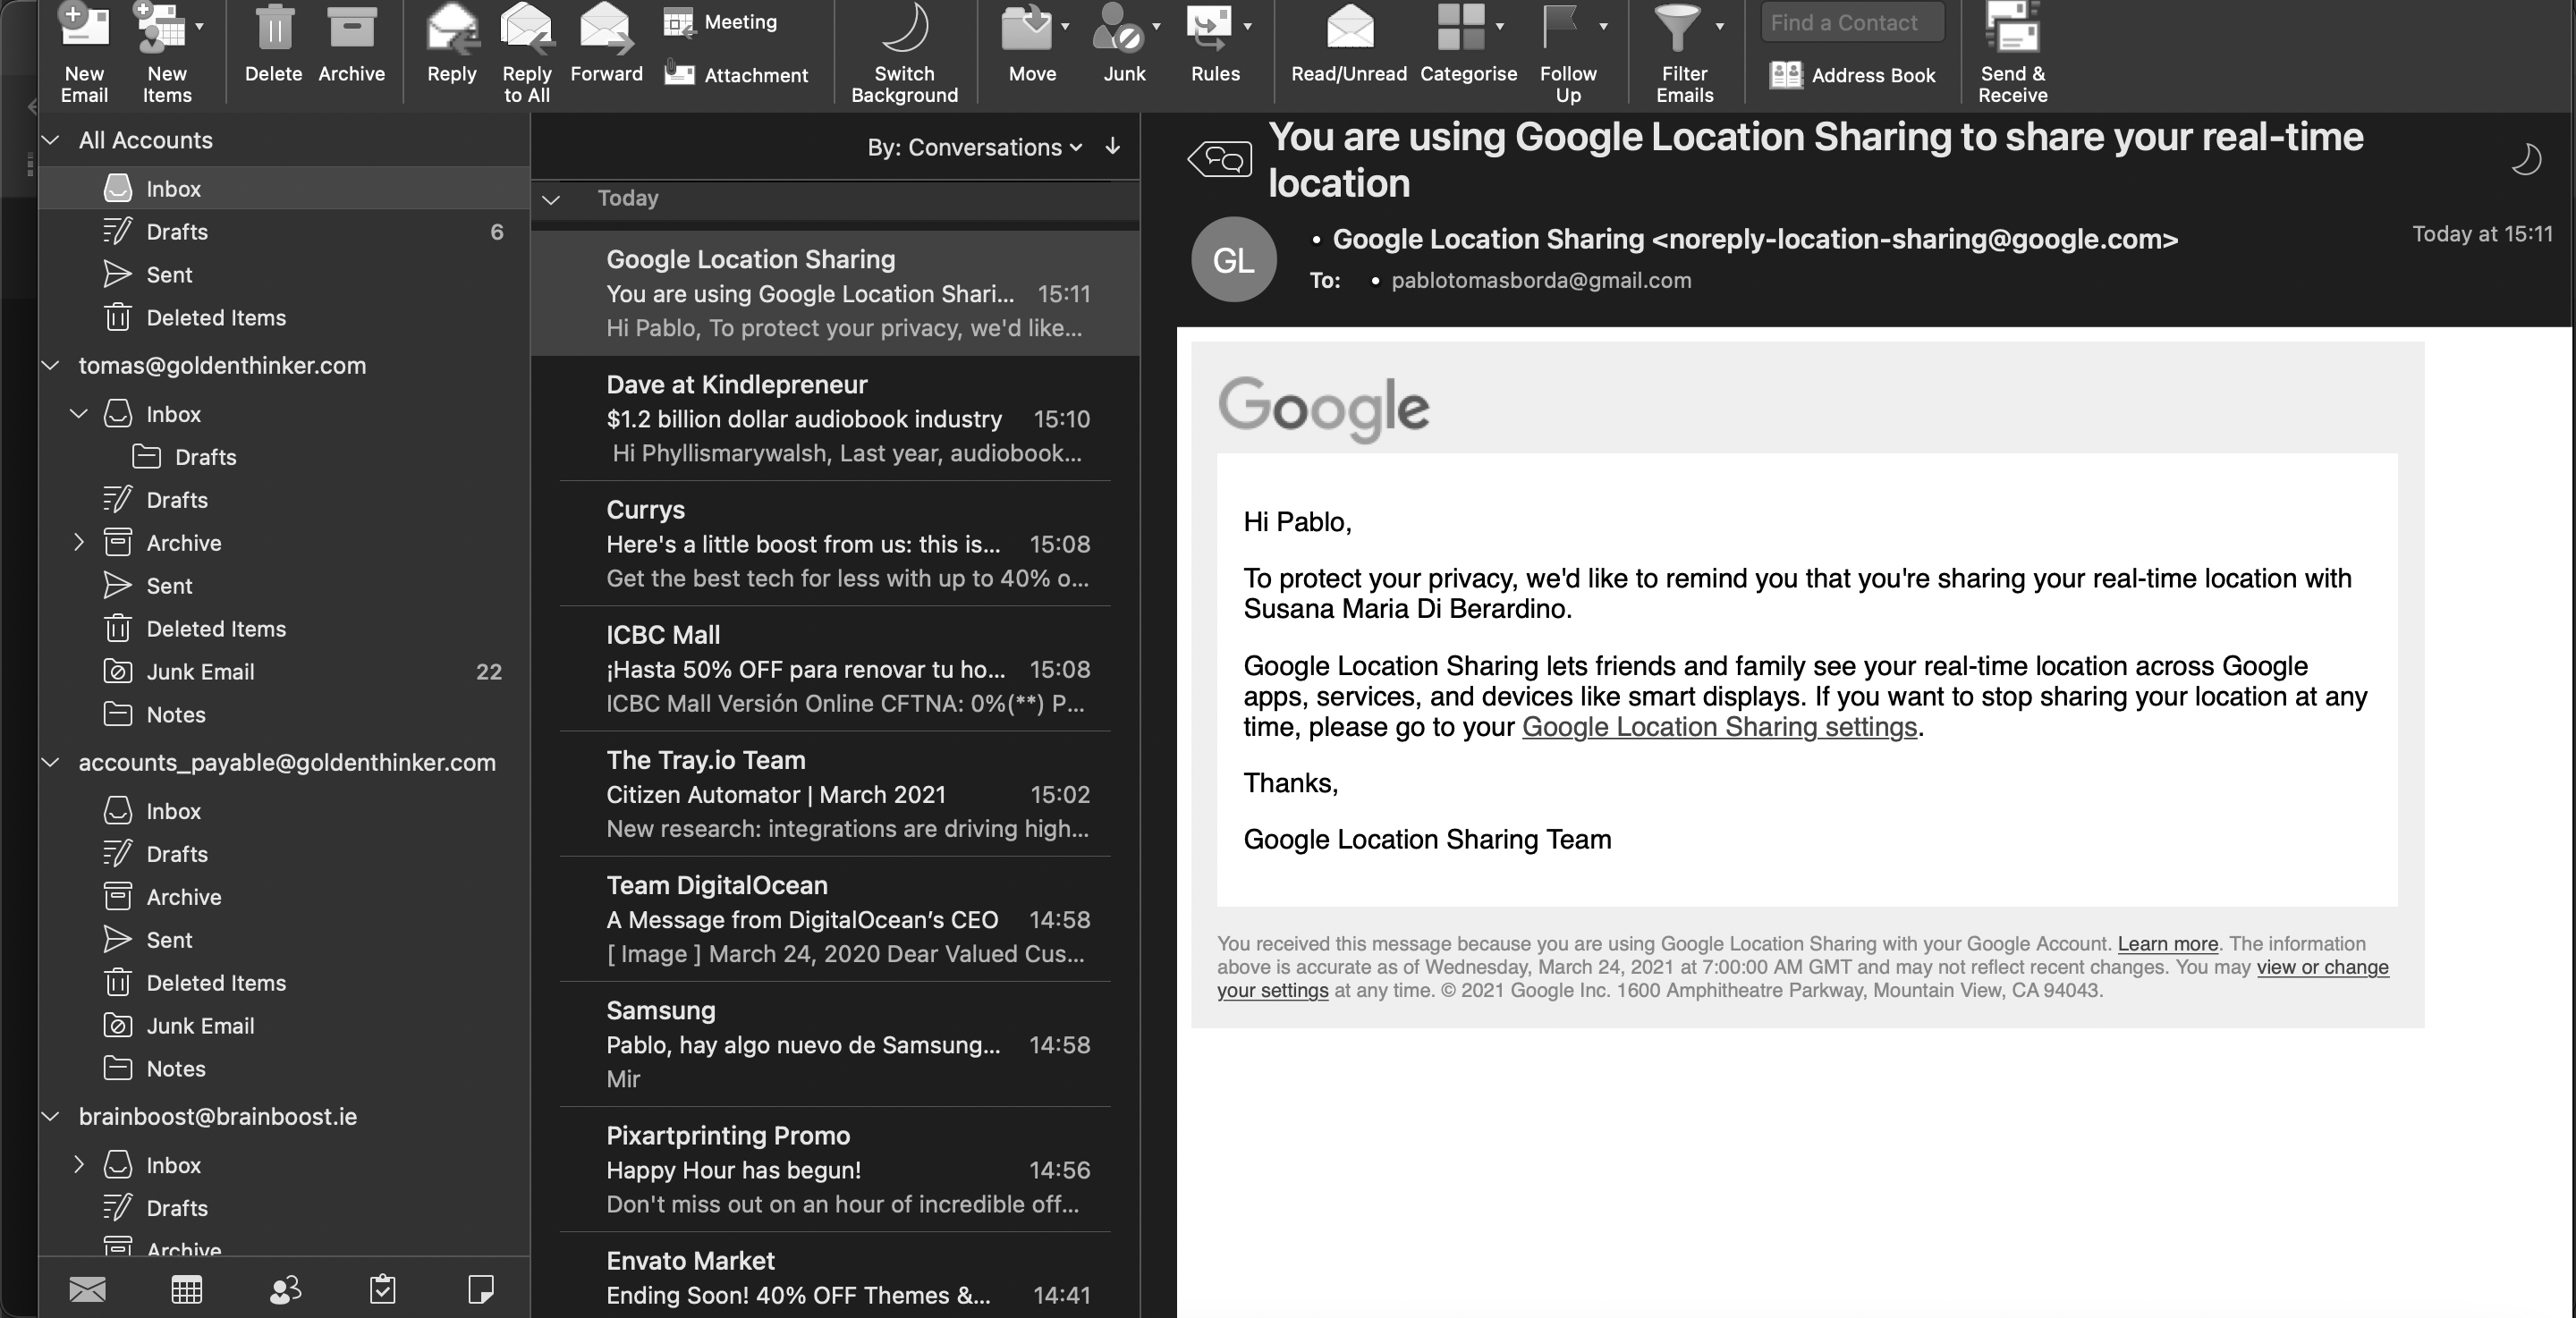 New
Email
New
Items
Delete
Archive
Reply
Reply
to All
Forward
Meeting
Attachment
Switch
Background
Move
Junk
Rules
Read/Unread
Categorise
Follow
Up
Filter
Emails
Find a Contact
Address Book
Send &
Receive
All Accounts
Inbox
Drafts 6
Sent
Deleted Items
tomas@goldenthinker.com
Inbox
Drafts
Drafts
Archive
Sent
Deleted Items
Junk Email 22
Notes
accounts_payable@goldenthinker.com
Inbox
Drafts
Archive
Sent
Deleted Items
Junk Email
Notes
brainboost@brainboost.ie
Inbox
Drafts
Archive
By: Conversations
Today
Google Location Sharing
You are using Google Location Shari... 15:11
Hi Pablo, To protect your privacy, we'd like...
Dave at Kindlepreneur
$1.2 billion dollar audiobook industry 15:10
Hi Phyllismarywalsh, Last year, audiobook...
Currys
Here's a little boost from us: this is... 15:08
Get the best tech for less with up to 40% o...
ICBC Mall
¡Hasta 50% OFF para renovar tu ho... 15:08
ICBC Mall Versión Online CFTNA: 0%(**) P...
The Tray.io Team
Citizen Automator | March 2021 15:02
New research: integrations are driving high...
Team DigitalOcean
A Message from DigitalOcean’s CEO 14:58
[ Image ] March 24, 2020 Dear Valued Cus...
Samsung
Pablo, hay algo nuevo de Samsung... 14:58
Mir
Pixartprinting Promo
Happy Hour has begun! 14:56
Don't miss out on an hour of incredible off...
Envato Market
Ending Soon! 40% OFF Themes &... 14:41
You are using Google Location Sharing to share your real-time
location
GL
• Google Location Sharing <noreply-location-sharing@google.com>
Today at 15:11
To: • pablotomasborda@gmail.com
Google
Hi Pablo,
To protect your privacy, we'd like to remind you that you're sharing your real-time location with
Susana Maria Di Berardino.
Google Location Sharing lets friends and family see your real-time location across Google
apps, services, and devices like smart displays. If you want to stop sharing your location at any
time, please go to your Google Location Sharing settings.
Thanks,
Google Location Sharing Team
You received this message because you are using Google Location Sharing with your Google Account. Learn more. The information
above is accurate as of Wednesday, March 24, 2021 at 7:00:00 AM GMT and may not reflect recent changes. You may view or change
your settings at any time. © 2021 Google Inc. 1600 Amphitheatre Parkway, Mountain View, CA 94043.